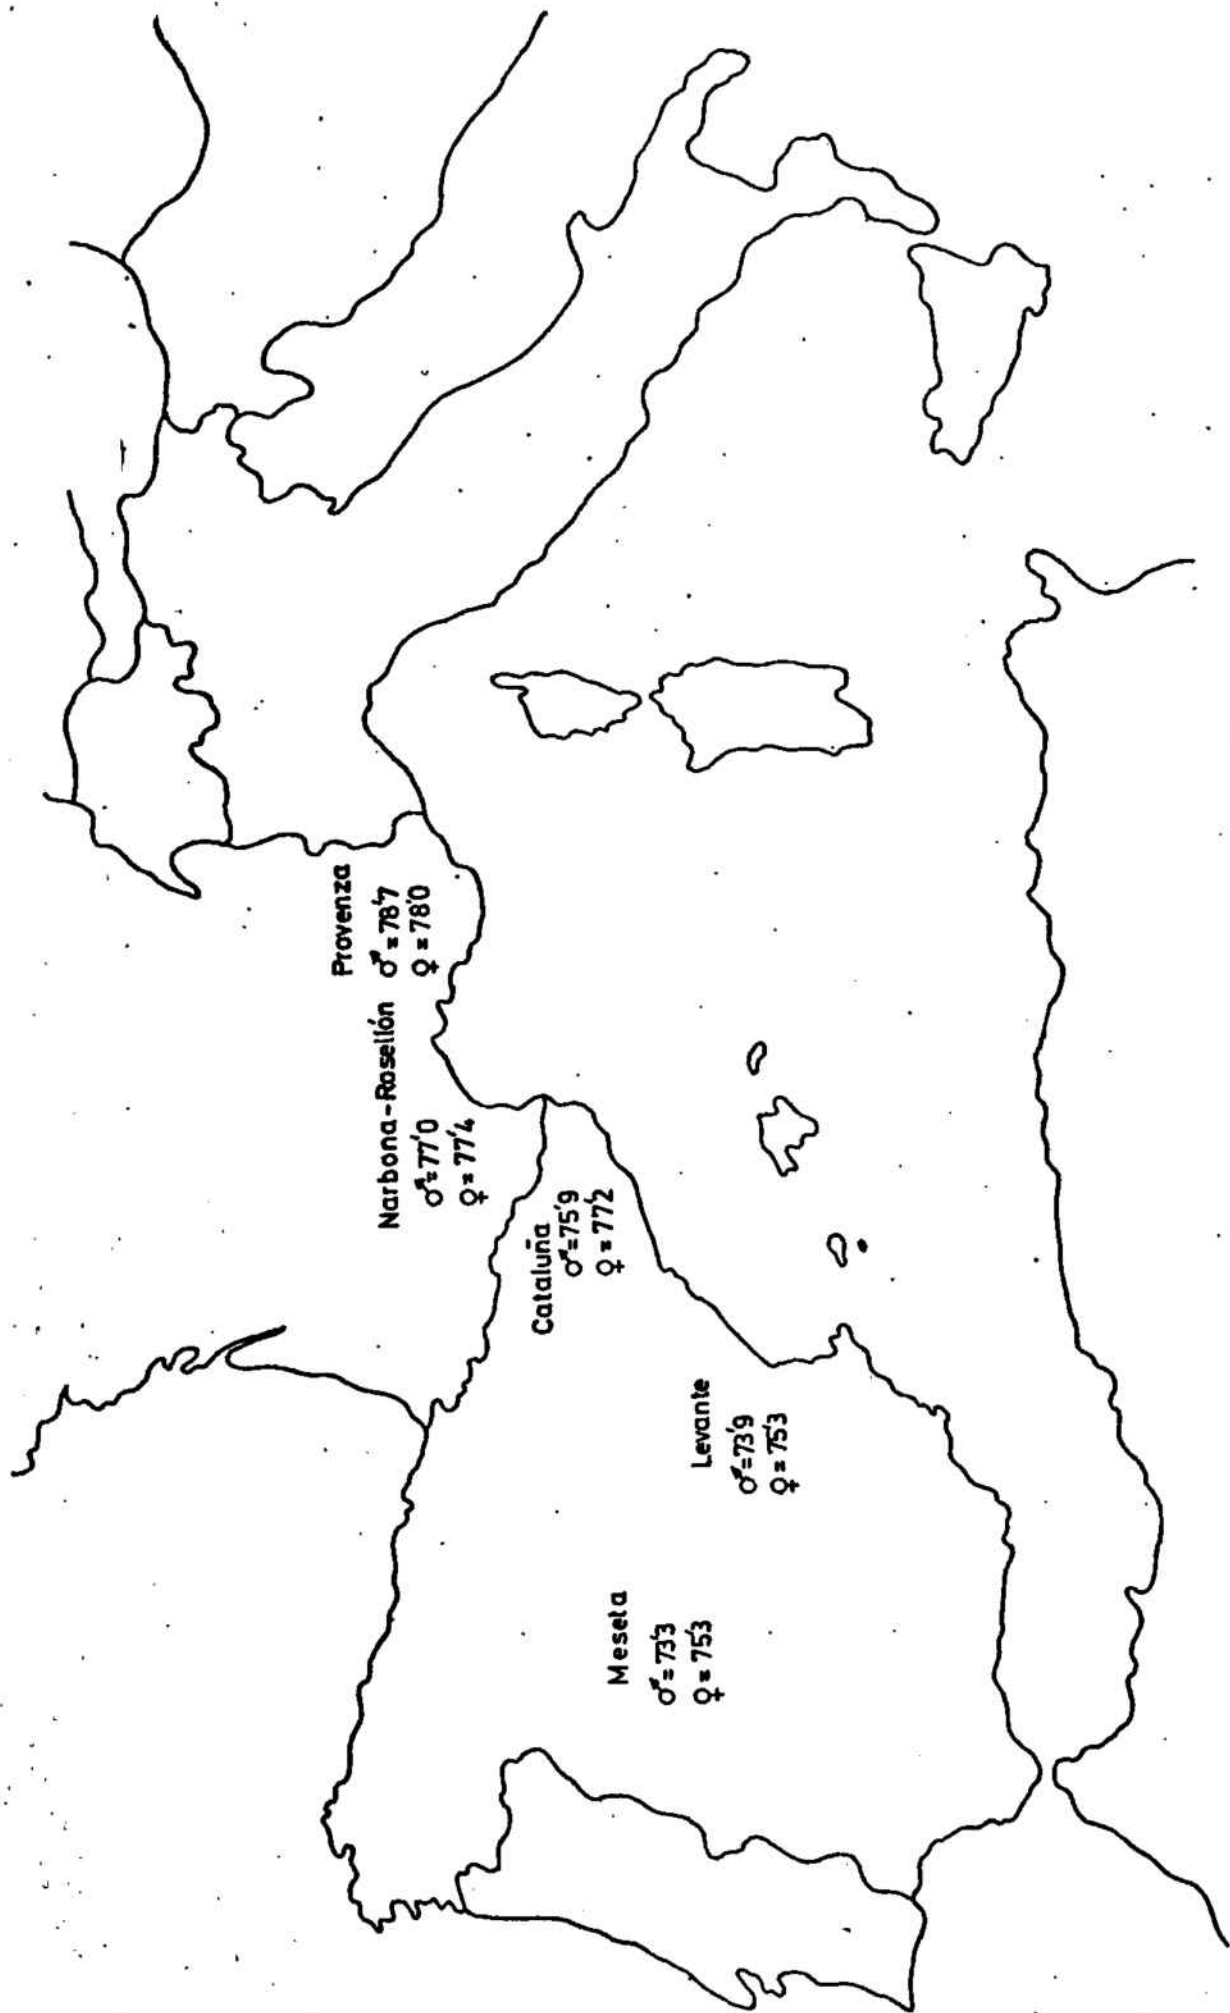 Provenza
♂=78'7
♀=78'0
Narbona-Rosellón
♂=77'0
♀=77'4
Cataluña
♂=75'9
♀=77'2
Levante
♂=73'9
♀=75'3
Meseta
♂=73'3
♀=75'3